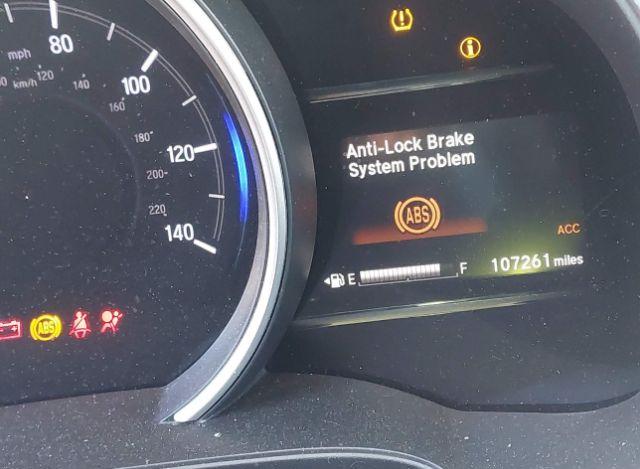 80
mph
100
120
km/h
140
140
160
120
180
200
220
140
Anti-Lock Brake
System Problem
ABS
ACC
E F 107261 miles
ABS